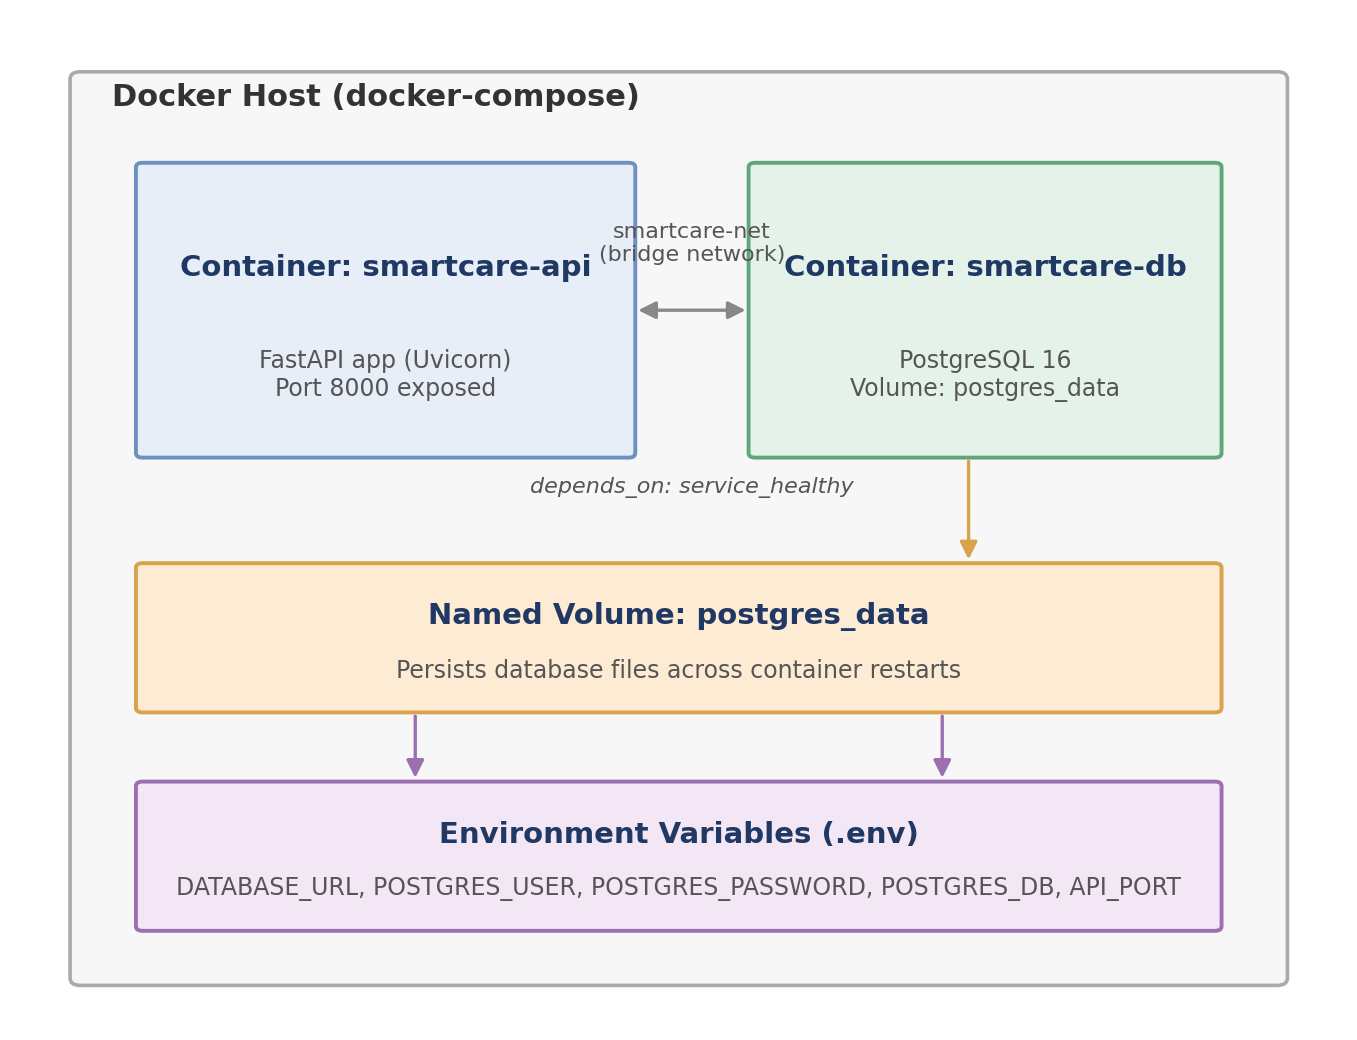 Docker Host (docker-compose)
Container: smartcare-api
FastAPI app (Uvicorn)
Port 8000 exposed
smartcare-net
(bridge network)
Container: smartcare-db
PostgreSQL 16
Volume: postgres_data
depends_on: service_healthy
Named Volume: postgres_data
Persists database files across container restarts
Environment Variables (.env)
DATABASE_URL, POSTGRES_USER, POSTGRES_PASSWORD, POSTGRES_DB, API_PORT